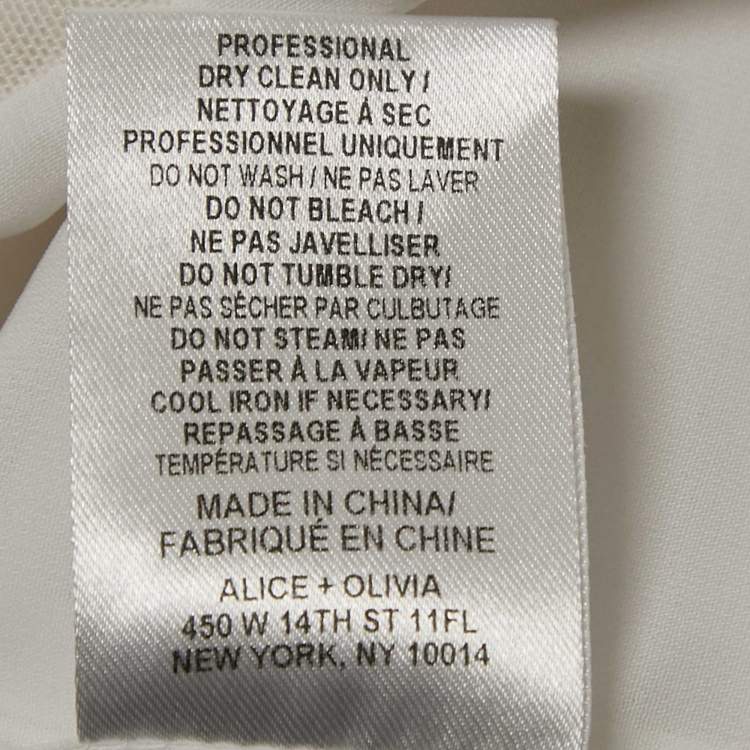 PROFESSIONAL
DRY CLEAN ONLY /
NETTOYAGE À SEC
PROFESSIONNEL UNIQUEMENT
DO NOT WASH / NE PAS LAVER
DO NOT BLEACH /
NE PAS JAVELLISER
DO NOT TUMBLE DRY/
NE PAS SÉCHER PAR CULBUTAGE
DO NOT STEAM/ NE PAS
PASSER À LA VAPEUR
COOL IRON IF NECESSARY/
REPASSAGE À BASSE
TEMPÉRATURE SI NÉCESSAIRE
MADE IN CHINA/
FABRIQUÉ EN CHINE
ALICE + OLIVIA
450 W 14TH ST 11FL
NEW YORK, NY 10014